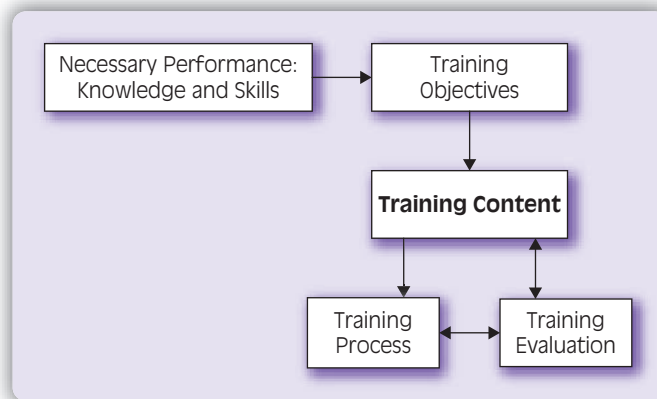 Necessary Performance:
Knowledge and Skills
Training
Objectives
Training Content
Training
Process
Training
Evaluation